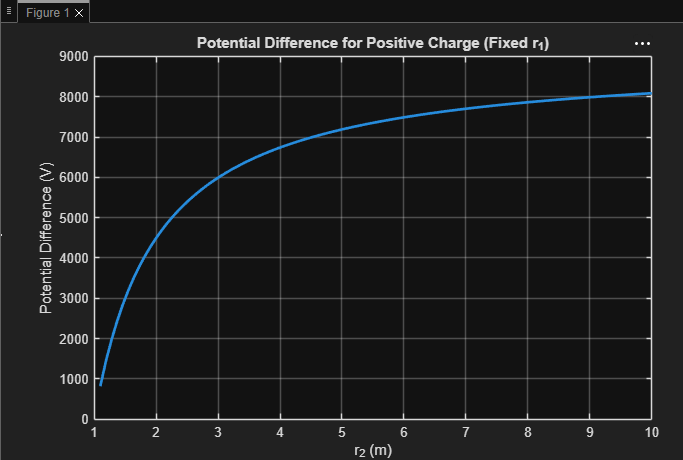 Figure 1 ×
Potential Difference for Positive Charge (Fixed r₁)
Potential Difference (V)
9000
8000
7000
6000
5000
4000
3000
2000
1000
0
1 2 3 4 5 6 7 8 9 10
r₂ (m)